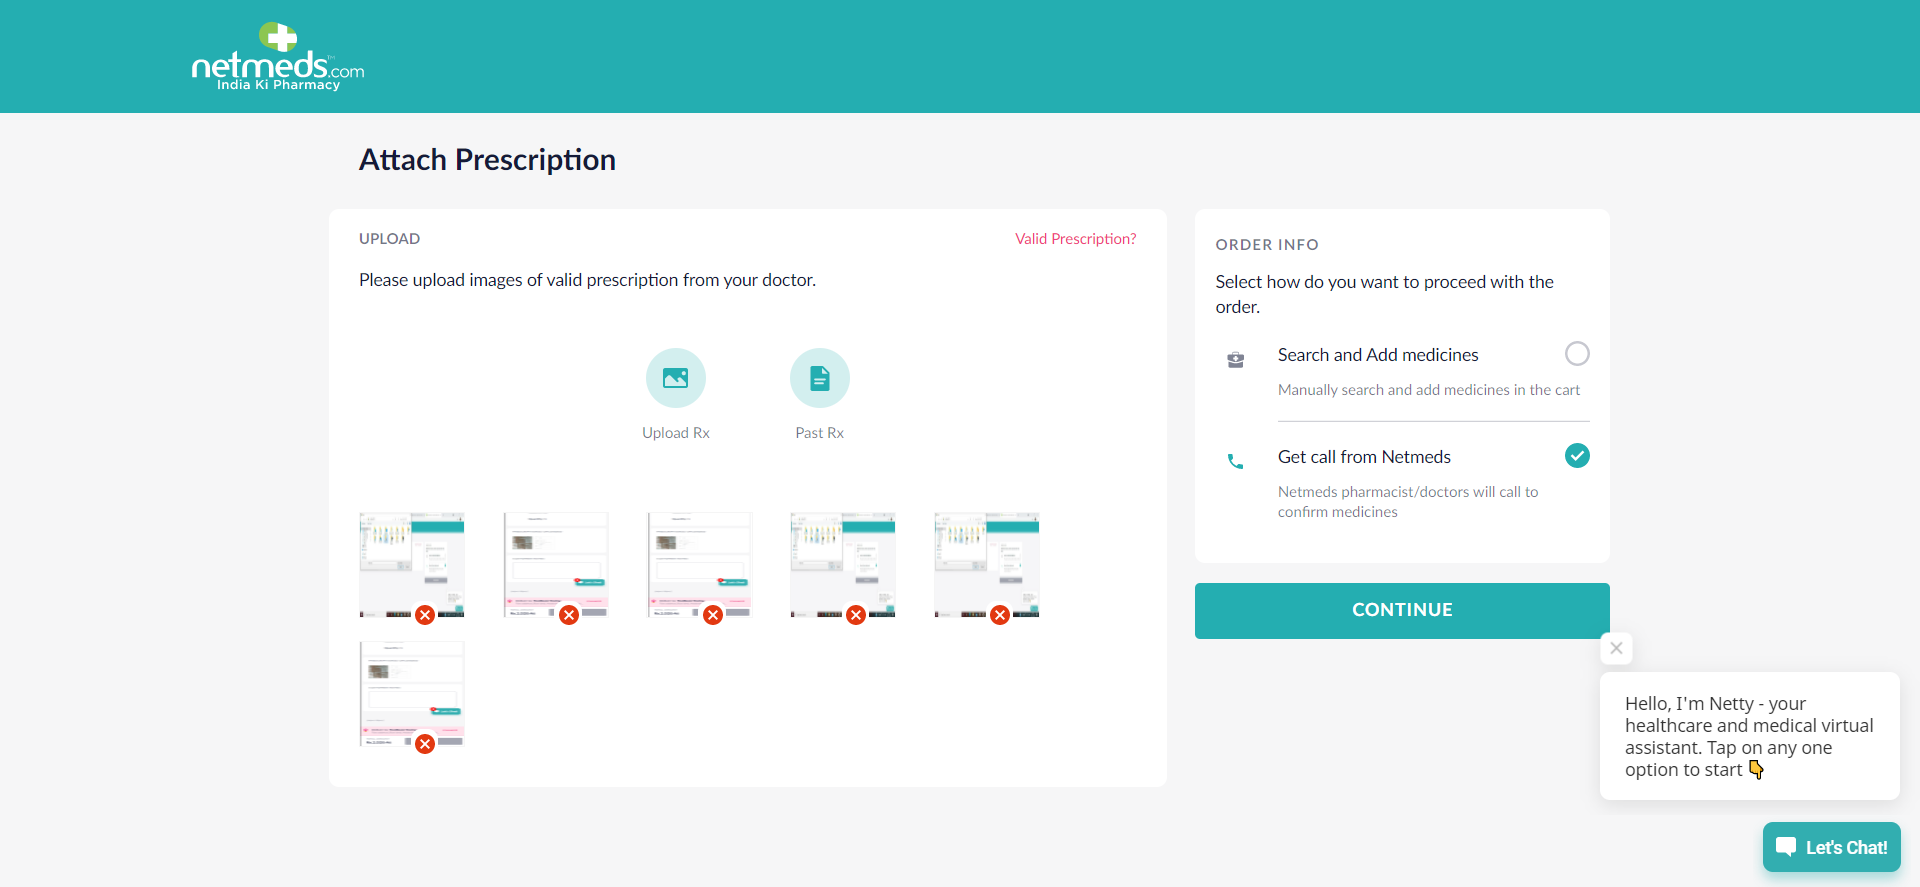 netmeds.com
TM
India Ki Pharmacy
Attach Prescription
UPLOAD
Valid Prescription?
Please upload images of valid prescription from your doctor.
Upload Rx
Past Rx
ORDER INFO
Select how do you want to proceed with the
order.
Search and Add medicines
Manually search and add medicines in the cart
Get call from Netmeds
Netmeds pharmacist/doctors will call to
confirm medicines
CONTINUE
Hello, I'm Netty - your
healthcare and medical virtual
assistant. Tap on any one
option to start 👇
Let's Chat!